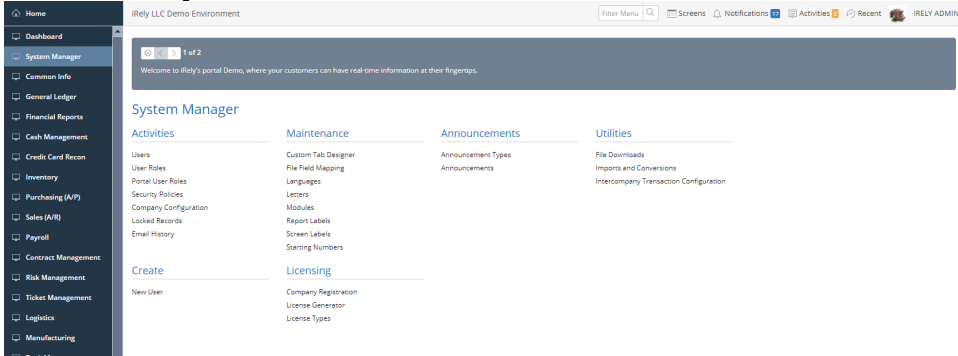 Home
iRely LLC Demo Environment
Filter Menu
Screens
Notifications 17
Activities 2
Recent
IRELY ADMIN
Dashboard
System Manager
Common Info
General Ledger
Financial Reports
Cash Management
Credit Card Recon
Inventory
Purchasing (A/P)
Sales (A/R)
Payroll
Contract Management
Risk Management
Ticket Management
Logistics
Manufacturing
1 of 2
Welcome to iRely's portal Demo, where your customers can have real-time information at their fingertips.
System Manager
Activities
Users
User Roles
Portal User Roles
Security Policies
Company Configuration
Locked Records
Email History
Maintenance
Custom Tab Designer
File Field Mapping
Languages
Letters
Modules
Report Labels
Screen Labels
Starting Numbers
Announcements
Announcement Types
Announcements
Utilities
File Downloads
Imports and Conversions
Intercompany Transaction Configuration
Create
New User
Licensing
Company Registration
License Generator
License Types